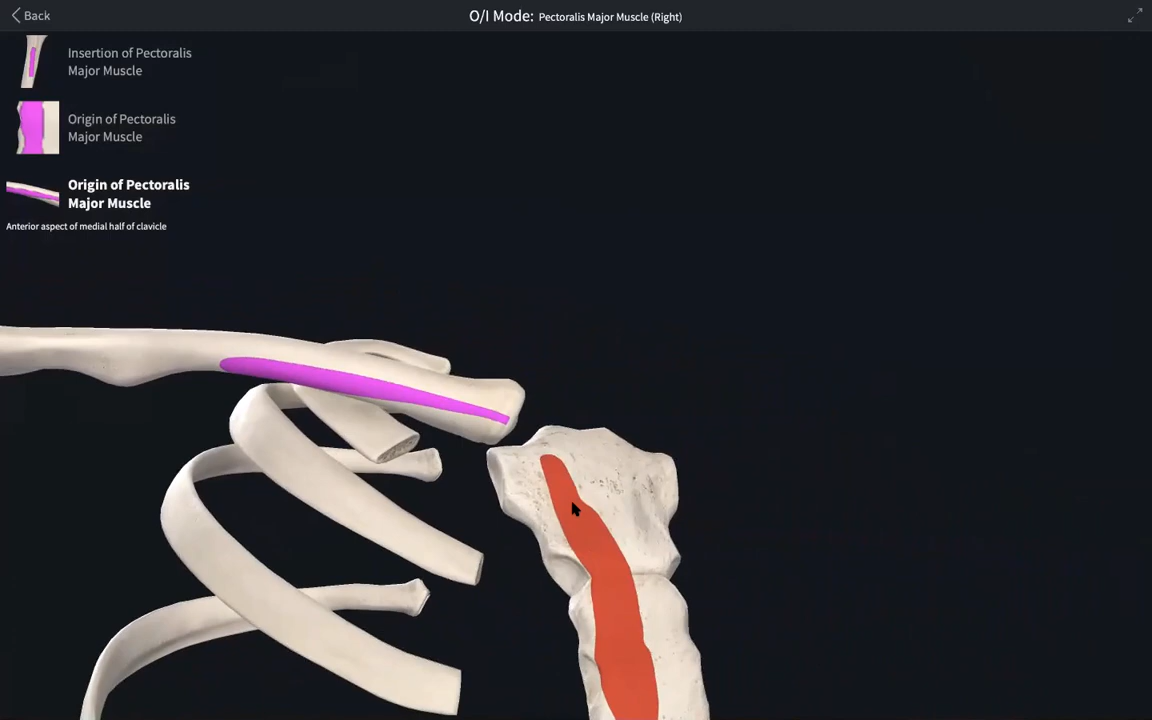 Back
O/I Mode: Pectoralis Major Muscle (Right)
Insertion of Pectoralis
Major Muscle
Origin of Pectoralis
Major Muscle
Origin of Pectoralis
Major Muscle
Anterior aspect of medial half of clavicle